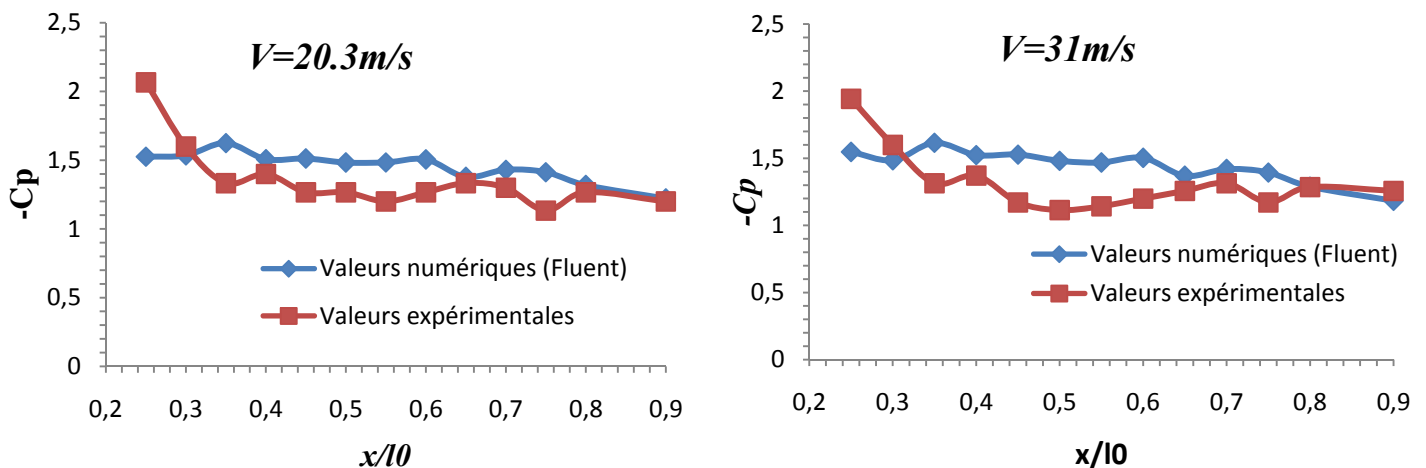 V=20.3m/s
2,5
2
1,5
1
0,5
0
-Cp
Valeurs numériques (Fluent)
Valeurs expérimentales
0,2 0,3 0,4 0,5 0,6 0,7 0,8 0,9
x/l0
V=31m/s
2,5
2
1,5
1
0,5
0
-Cp
Valeurs numériques (Fluent)
Valeurs expérimentales
0,2 0,3 0,4 0,5 0,6 0,7 0,8 0,9
x/l0